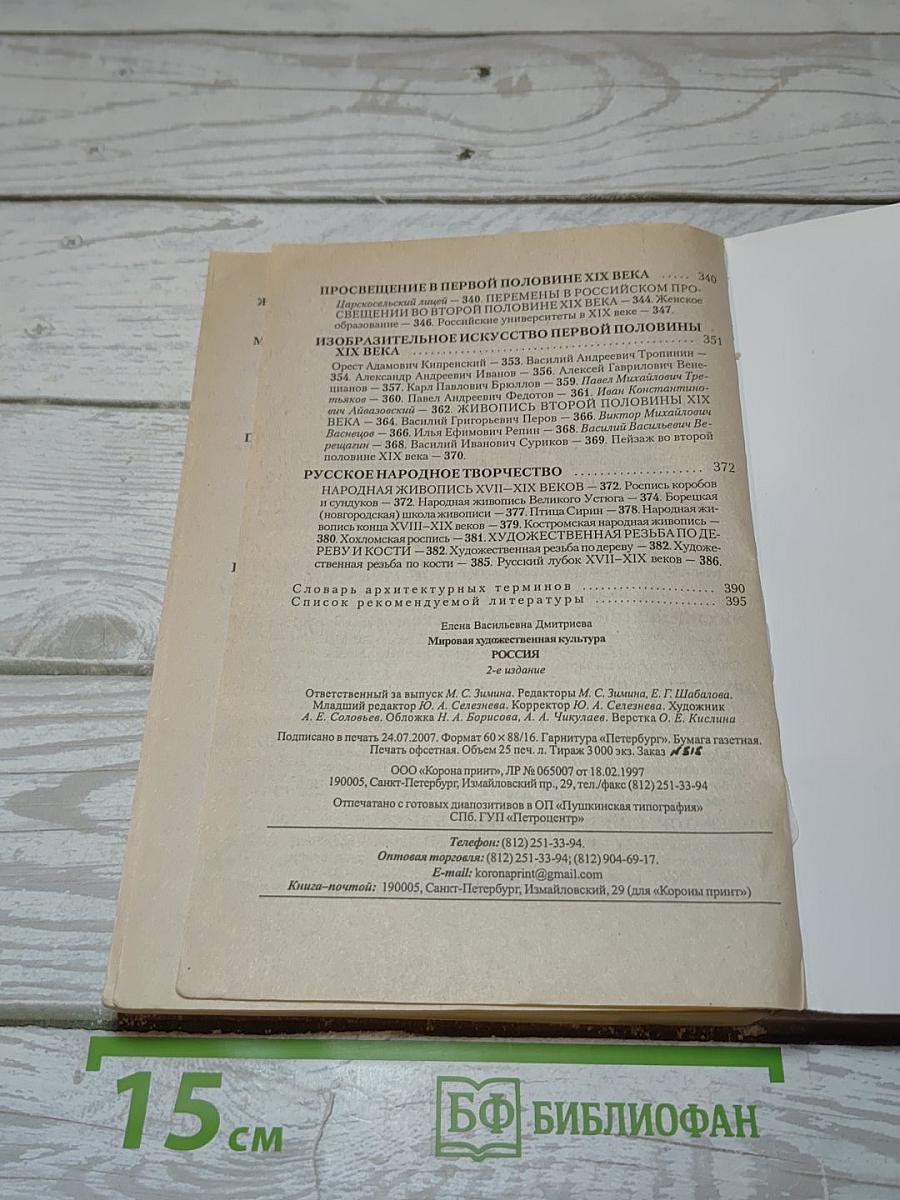 ПРОСВЕЩЕНИЕ В ПЕРВОЙ ПОЛОВИНЕ XIX ВЕКА ..... 340
Царскосельский лицей — 340. ПЕРЕМЕНЫ В РОССИЙСКОМ ПРО-
СВЕЩЕНИИ ВО ВТОРОЙ ПОЛОВИНЕ XIX ВЕКА — 344. Женское
образование — 346. Российские университеты в XIX веке — 347.
ИЗОБРАЗИТЕЛЬНОЕ ИСКУССТВО ПЕРВОЙ ПОЛОВИНЫ
XIX ВЕКА ........................................ 351
Орест Адамович Кипренский — 353. Василий Андреевич Тропинин —
354. Александр Андреевич Иванов — 356. Алексей Гаврилович Вене-
цианов — 357. Карл Павлович Брюллов — 359. Павел Михайлович Тре-
тьяков — 360. Павел Андреевич Федотов — 361. Иван Константино-
вич Айвазовский — 362. ЖИВОПИСЬ ВТОРОЙ ПОЛОВИНЫ XIX
ВЕКА — 364. Василий Григорьевич Перов — 366. Виктор Михайлович
Васнецов — 366. Илья Ефимович Репин — 368. Василий Васильевич Ве-
рещагин — 368. Василий Иванович Суриков — 369. Пейзаж во второй
половине XIX века — 370.
РУССКОЕ НАРОДНОЕ ТВОРЧЕСТВО ................... 372
НАРОДНАЯ ЖИВОПИСЬ XVII–XIX ВЕКОВ — 372. Роспись коробов
и сундуков — 372. Народная живопись Великого Устюга — 374. Борецкая
(новгородская) школа живописи — 377. Птица Сирин — 378. Народная жи-
вопись конца XVIII–XIX веков — 379. Костромская народная живопись —
380. Хохломская роспись — 381. ХУДОЖЕСТВЕННАЯ РЕЗЬБА ПО ДЕ-
РЕВУ И КОСТИ — 382. Художественная резьба по дереву — 382. Художе-
ственная резьба по кости — 385. Русский лубок XVII–XIX веков — 386.
Словарь архитектурных терминов ..................... 390
Список рекомендуемой литературы .................... 395
Елена Васильевна Дмитриева
Мировая художественная культура
РОССИЯ
2-е издание
Ответственный за выпуск М. С. Зимина. Редакторы М. С. Зимина, Е. Г. Шабалова.
Младший редактор Ю. А. Селезнева. Корректор Ю. А. Селезнева. Художник
А. Е. Соловьев. Обложка Н. А. Борисова, А. А. Чикулаев. Верстка О. Е. Кислина
Подписано в печать 24.07.2007. Формат 60 × 88/16. Гарнитура «Петербург». Бумага газетная.
Печать офсетная. Объем 25 печ. л. Тираж 3 000 экз. Заказ
ООО «Корона принт», ЛР № 065007 от 18.02.1997
190005, Санкт-Петербург, Измайловский пр., 29, тел./факс (812) 251-33-94
Отпечатано с готовых диапозитивов в ОП «Пушкинская типография»
СПб. ГУП «Петроцентр»
Телефон: (812) 251-33-94.
Оптовая торговля: (812) 251-33-94; (812) 904-69-17.
E-mail: koronaprint@gmail.com
Книга–почтой: 190005, Санкт-Петербург, Измайловский, 29 (для «Короны принт»)
15 см
БФ БИБЛИОФАН